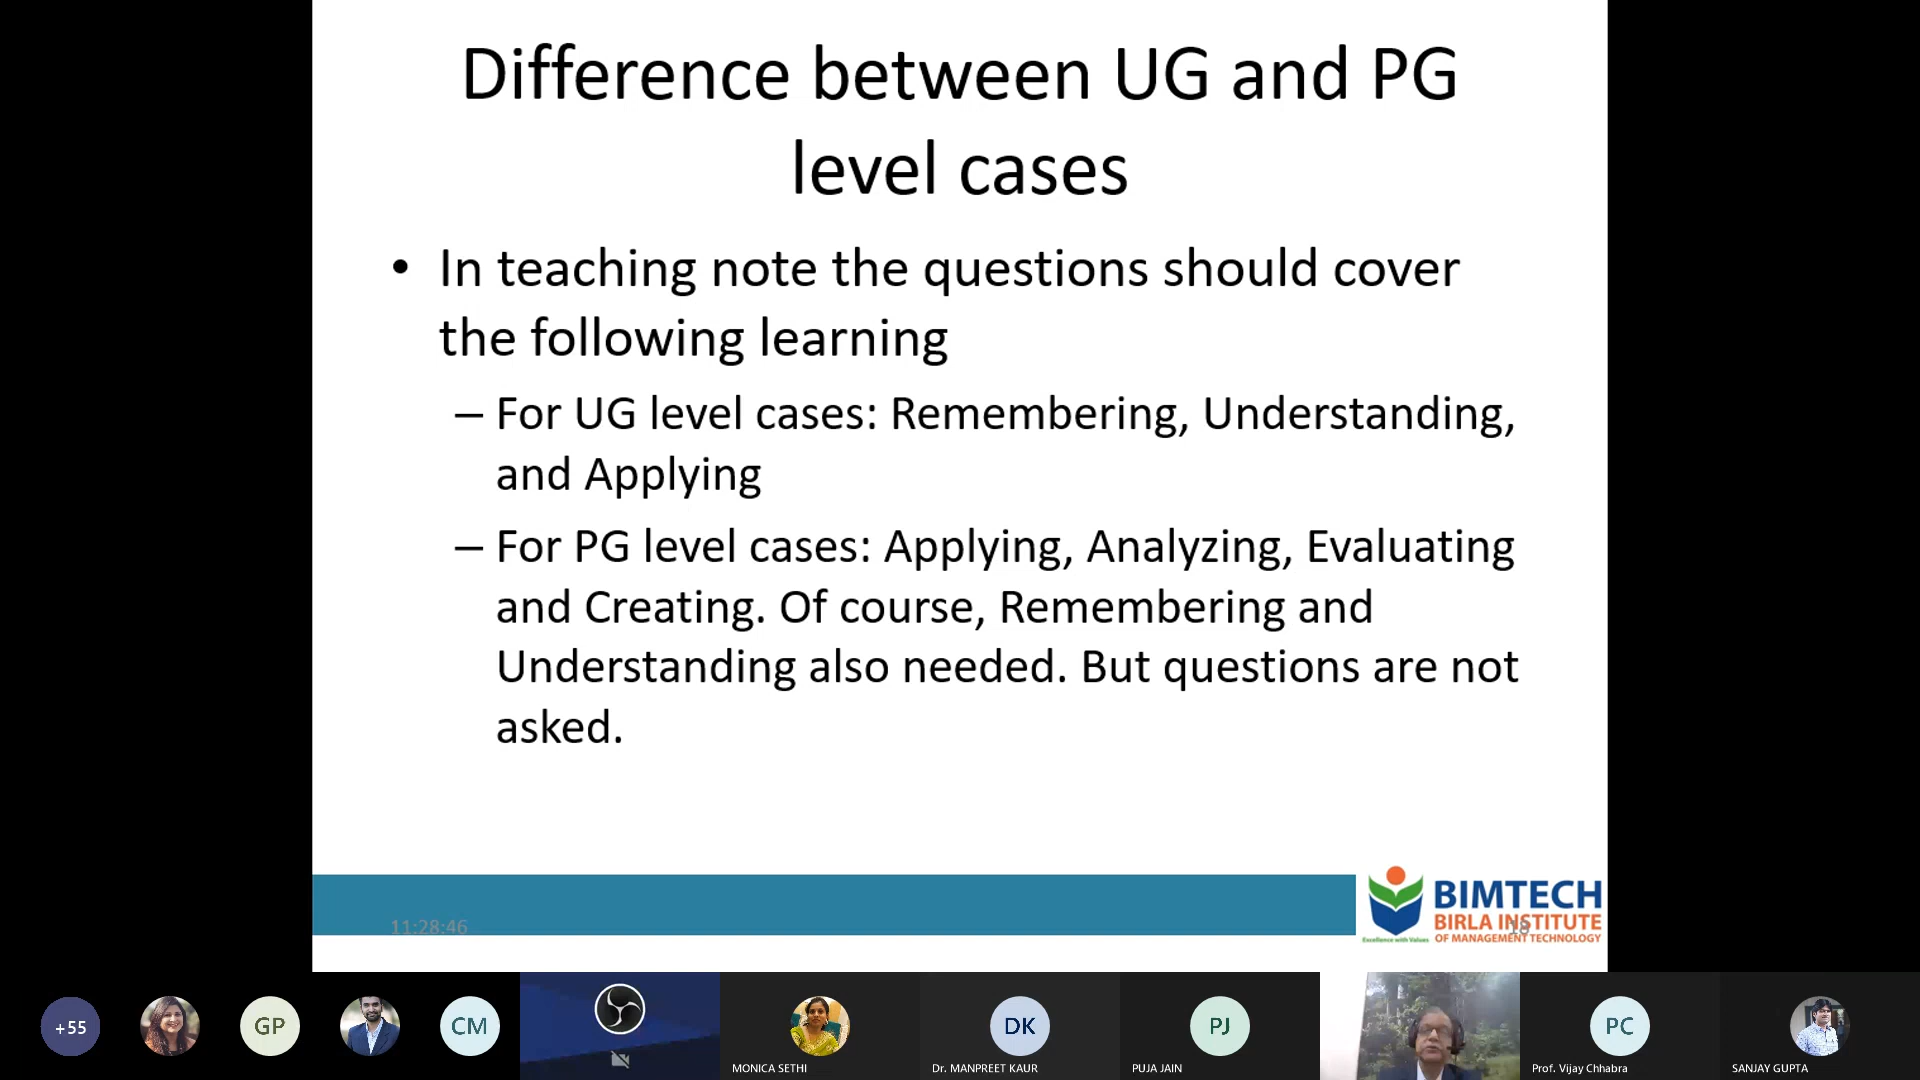 Difference between UG and PG
level cases
• In teaching note the questions should cover
the following learning
– For UG level cases: Remembering, Understanding,
and Applying
– For PG level cases: Applying, Analyzing, Evaluating
and Creating. Of course, Remembering and
Understanding also needed. But questions are not
asked.
11:28:46
18
BIMTECH
BIRLA INSTITUTE
OF MANAGEMENT TECHNOLOGY
Excellence with Values
+55
GP
CM
DK
PJ
PC
MONICA SETHI
Dr. MANPREET KAUR
PUJA JAIN
Prof. Vijay Chhabra
SANJAY GUPTA